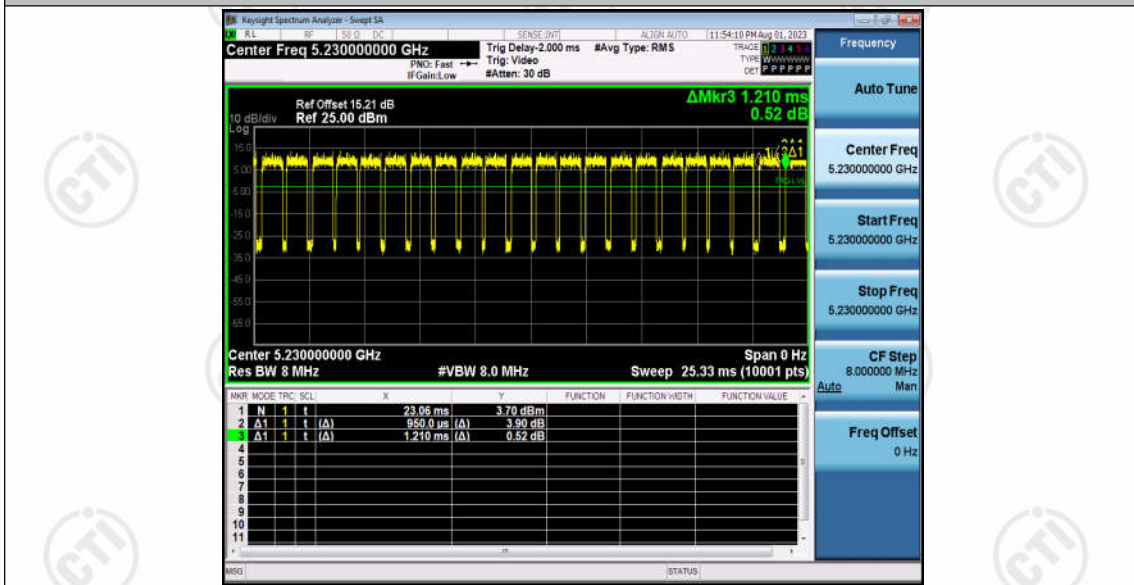 Keysight Spectrum Analyzer - Swept SA
RL RF 50 Ω DC SENSE:INT ALIGN AUTO 11:54:10 PM Aug 01, 2023
Center Freq 5.230000000 GHz
Trig Delay-2.000 ms #Avg Type: RMS
TRACE 1 2 3 4 5 6
PNO: Fast Trig: Video
TYPE WWWWWW
IFGain:Low #Atten: 30 dB
DET P P P P P P
Frequency
Auto Tune
Center Freq
5.230000000 GHz
Start Freq
5.230000000 GHz
Stop Freq
5.230000000 GHz
CF Step
8.000000 MHz
Auto Man
Freq Offset
0 Hz
ΔMkr3 1.210 ms
0.52 dB
Ref Offset 15.21 dB
10 dB/div Ref 25.00 dBm
Log
15.0
5.00
-5.00
-15.0
-25.0
-35.0
-45.0
-55.0
-65.0
TRIG LVL
Center 5.230000000 GHz Span 0 Hz
Res BW 8 MHz #VBW 8.0 MHz Sweep 25.33 ms (10001 pts)
MKR MODE TRC SCL X Y FUNCTION FUNCTION WIDTH FUNCTION VALUE
1 N 1 t 23.06 ms 3.70 dBm
2 Δ1 1 t (Δ) 950.0 µs (Δ) 3.90 dB
3 Δ1 1 t (Δ) 1.210 ms (Δ) 0.52 dB
4
5
6
7
8
9
10
11
MSG STATUS
CTI
CTI
CTI
CTI